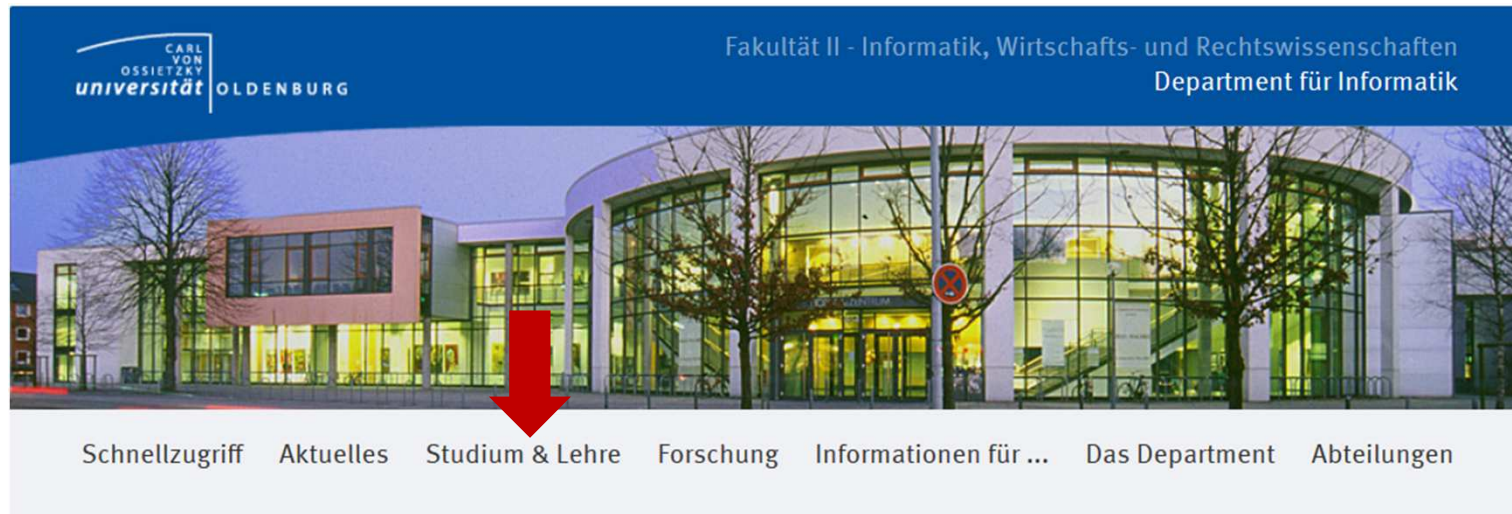 CARL
VON
OSSIETZKY
universität OLDENBURG
Fakultät II - Informatik, Wirtschafts- und Rechtswissenschaften
Department für Informatik
Schnellzugriff Aktuelles Studium & Lehre Forschung Informationen für ... Das Department Abteilungen